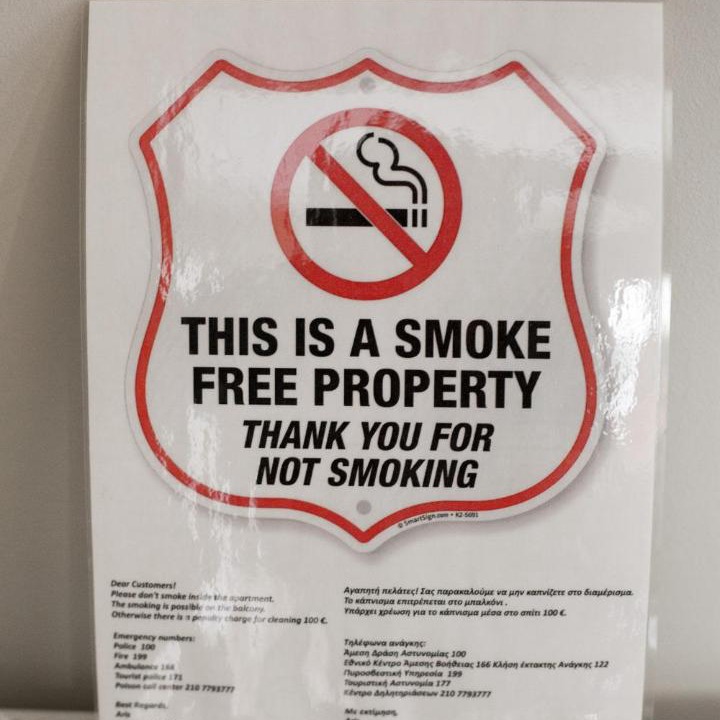 THIS IS A SMOKE
FREE PROPERTY
THANK YOU FOR
NOT SMOKING
© SmartSign.com • K2-5691
Dear Customers!
Please don't smoke inside the apartment.
The smoking is possible on the balcony.
Otherwise there is a penalty charge for cleaning 100 €.
Emergency numbers:
Police 100
Fire 199
Ambulance 166
Tourist police 171
Poison call center 210 7793777
Best Regards,
Aris
Αγαπητή πελάτες! Σας παρακαλούμε να μην καπνίζετε στο διαμέρισμα.
Το κάπνισμα επιτρέπεται στο μπαλκόνι .
Υπάρχει χρέωση για το κάπνισμα μέσα στο σπίτι 100 €.
Τηλέφωνα ανάγκης:
Άμεση Δράση Αστυνομίας 100
Εθνικό Κέντρο Άμεσης Βοήθειας 166 Κλήση έκτακτης Ανάγκης 122
Πυροσβεστική Υπηρεσία 199
Τουριστική Αστυνομία 177
Κέντρο Δηλητηριάσεων 210 7793777
Με εκτίμηση,